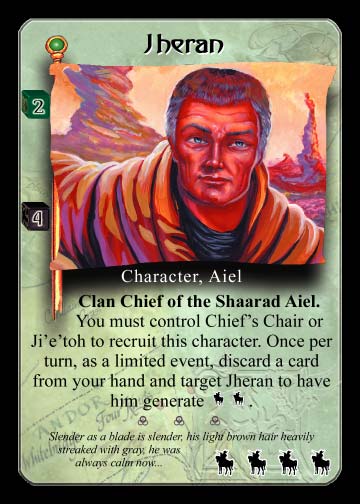 Jheran
2
4
Character, Aiel
Clan Chief of the Shaarad Aiel.
You must control Chief's Chair or
Ji'e'toh to recruit this character. Once per
turn, as a limited event, discard a card
from your hand and target Jheran to have
him generate .
Slender as a blade is slender, his light brown hair heavily
streaked with gray, he was
always calm now...